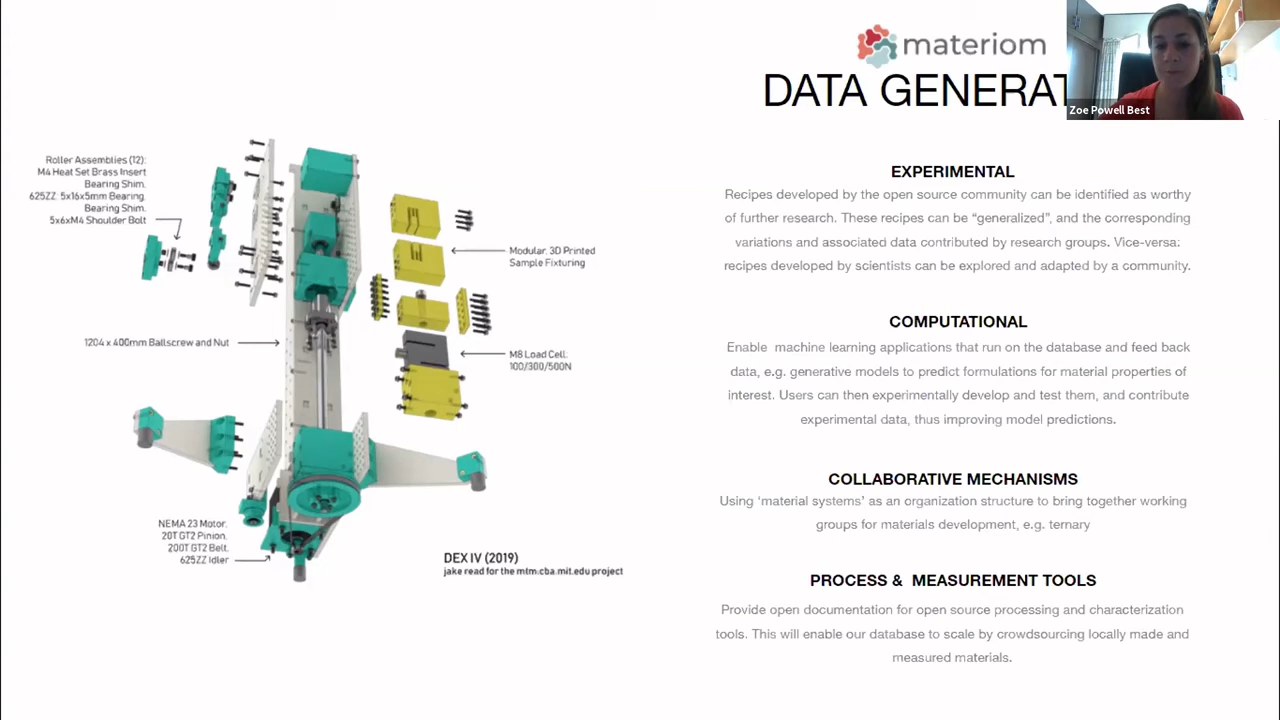 materiom
DATA GENERAT
Zoe Powell Best
Roller Assemblies (12):
M4 Heat Set Brass Insert
Bearing Shim.
625ZZ: 5x16x5mm Bearing.
Bearing Shim.
5x6xM4 Shoulder Bolt
Modular, 3D Printed
Sample Fixturing
1204 x 400mm Ballscrew and Nut
M8 Load Cell:
100/300/500N
NEMA 23 Motor.
20T GT2 Pinion.
200T GT2 Belt.
625ZZ Idler
DEX IV (2019)
jake read for the mtm.cba.mit.edu project
EXPERIMENTAL
Recipes developed by the open source community can be identified as worthy
of further research. These recipes can be “generalized”, and the corresponding
variations and associated data contributed by research groups. Vice-versa:
recipes developed by scientists can be explored and adapted by a community.
COMPUTATIONAL
Enable machine learning applications that run on the database and feed back
data, e.g. generative models to predict formulations for material properties of
interest. Users can then experimentally develop and test them, and contribute
experimental data, thus improving model predictions.
COLLABORATIVE MECHANISMS
Using ‘material systems’ as an organization structure to bring together working
groups for materials development, e.g. ternary
PROCESS & MEASUREMENT TOOLS
Provide open documentation for open source processing and characterization
tools. This will enable our database to scale by crowdsourcing locally made and
measured materials.